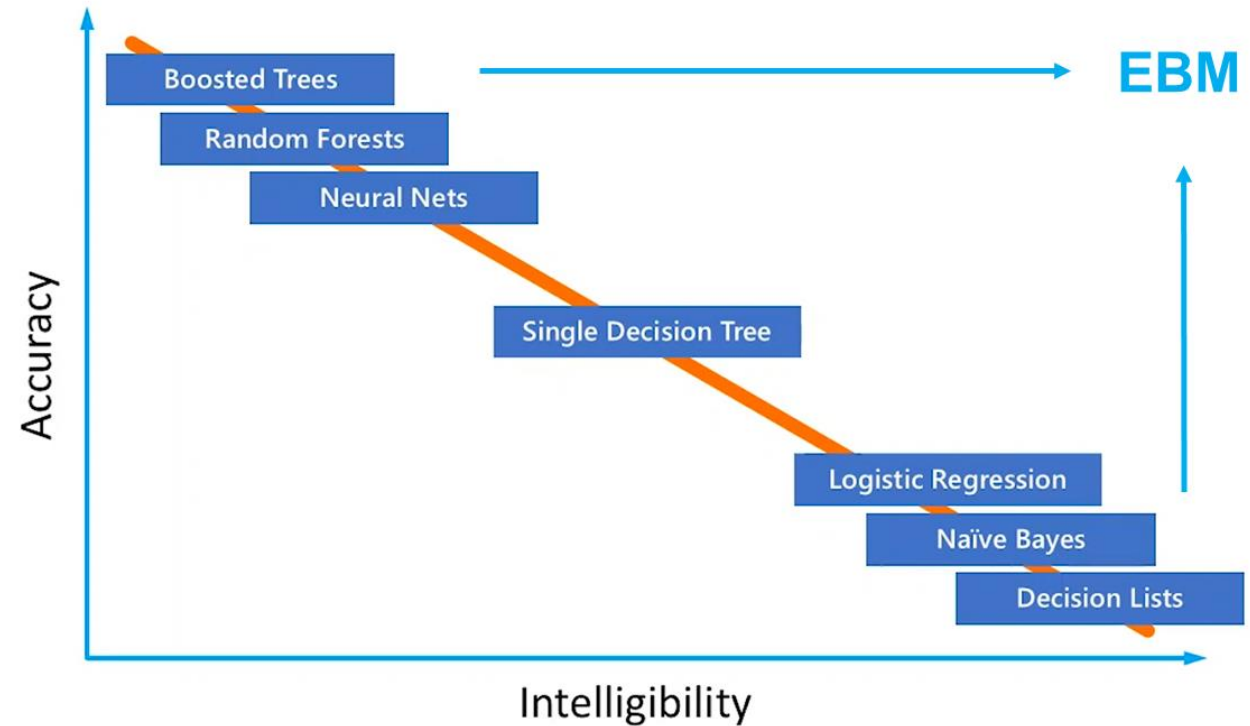 Boosted Trees
EBM
Random Forests
Neural Nets
Single Decision Tree
Logistic Regression
Naïve Bayes
Decision Lists
Accuracy
Intelligibility